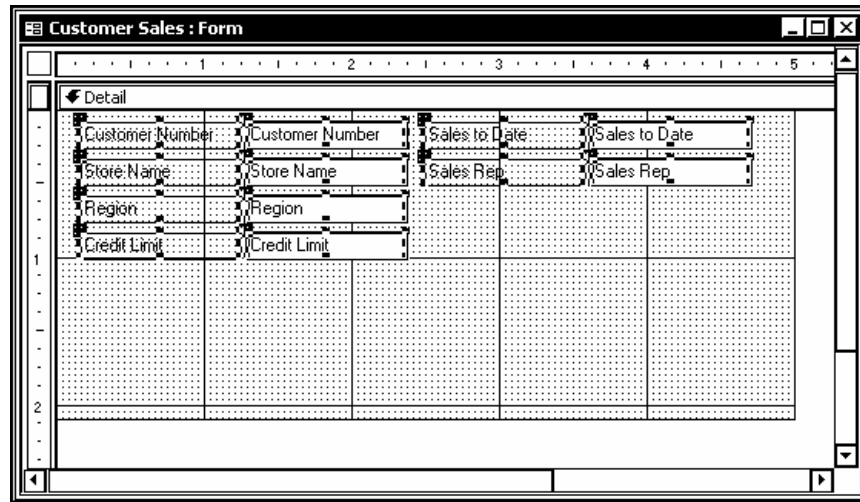 Customer Sales : Form
1 2 3 4 5
Detail
Customer Number Customer Number Sales to Date Sales to Date
Store Name Store Name Sales Rep Sales Rep
Region Region
Credit Limit Credit Limit
1
2